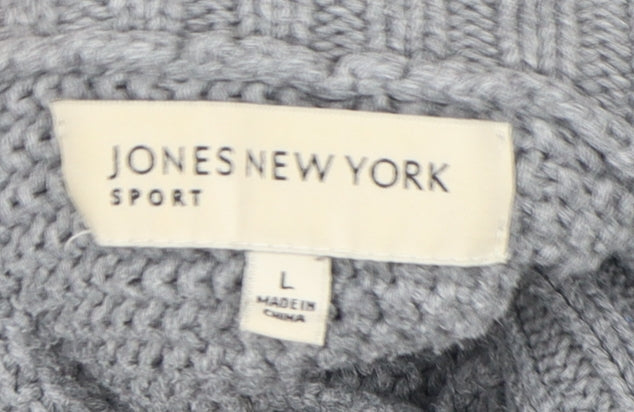 JONES NEW YORK
SPORT
L
MADE IN
CHINA